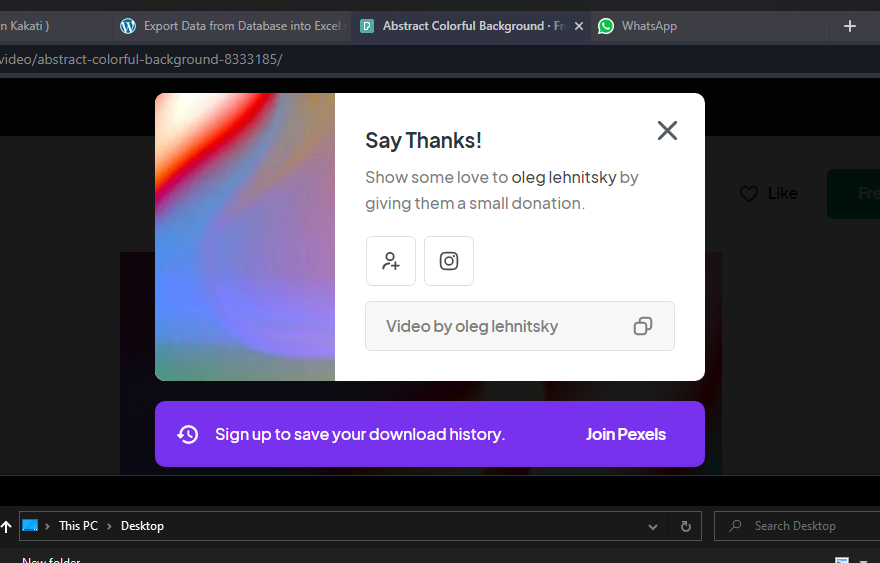 n Kakati )
Export Data from Database into Excel
Abstract Colorful Background · Fr
WhatsApp
video/abstract-colorful-background-8333185/
Say Thanks!
Show some love to oleg lehnitsky by
giving them a small donation.
Like
Fre
Video by oleg lehnitsky
Sign up to save your download history.
Join Pexels
This PC
Desktop
Search Desktop
New folder